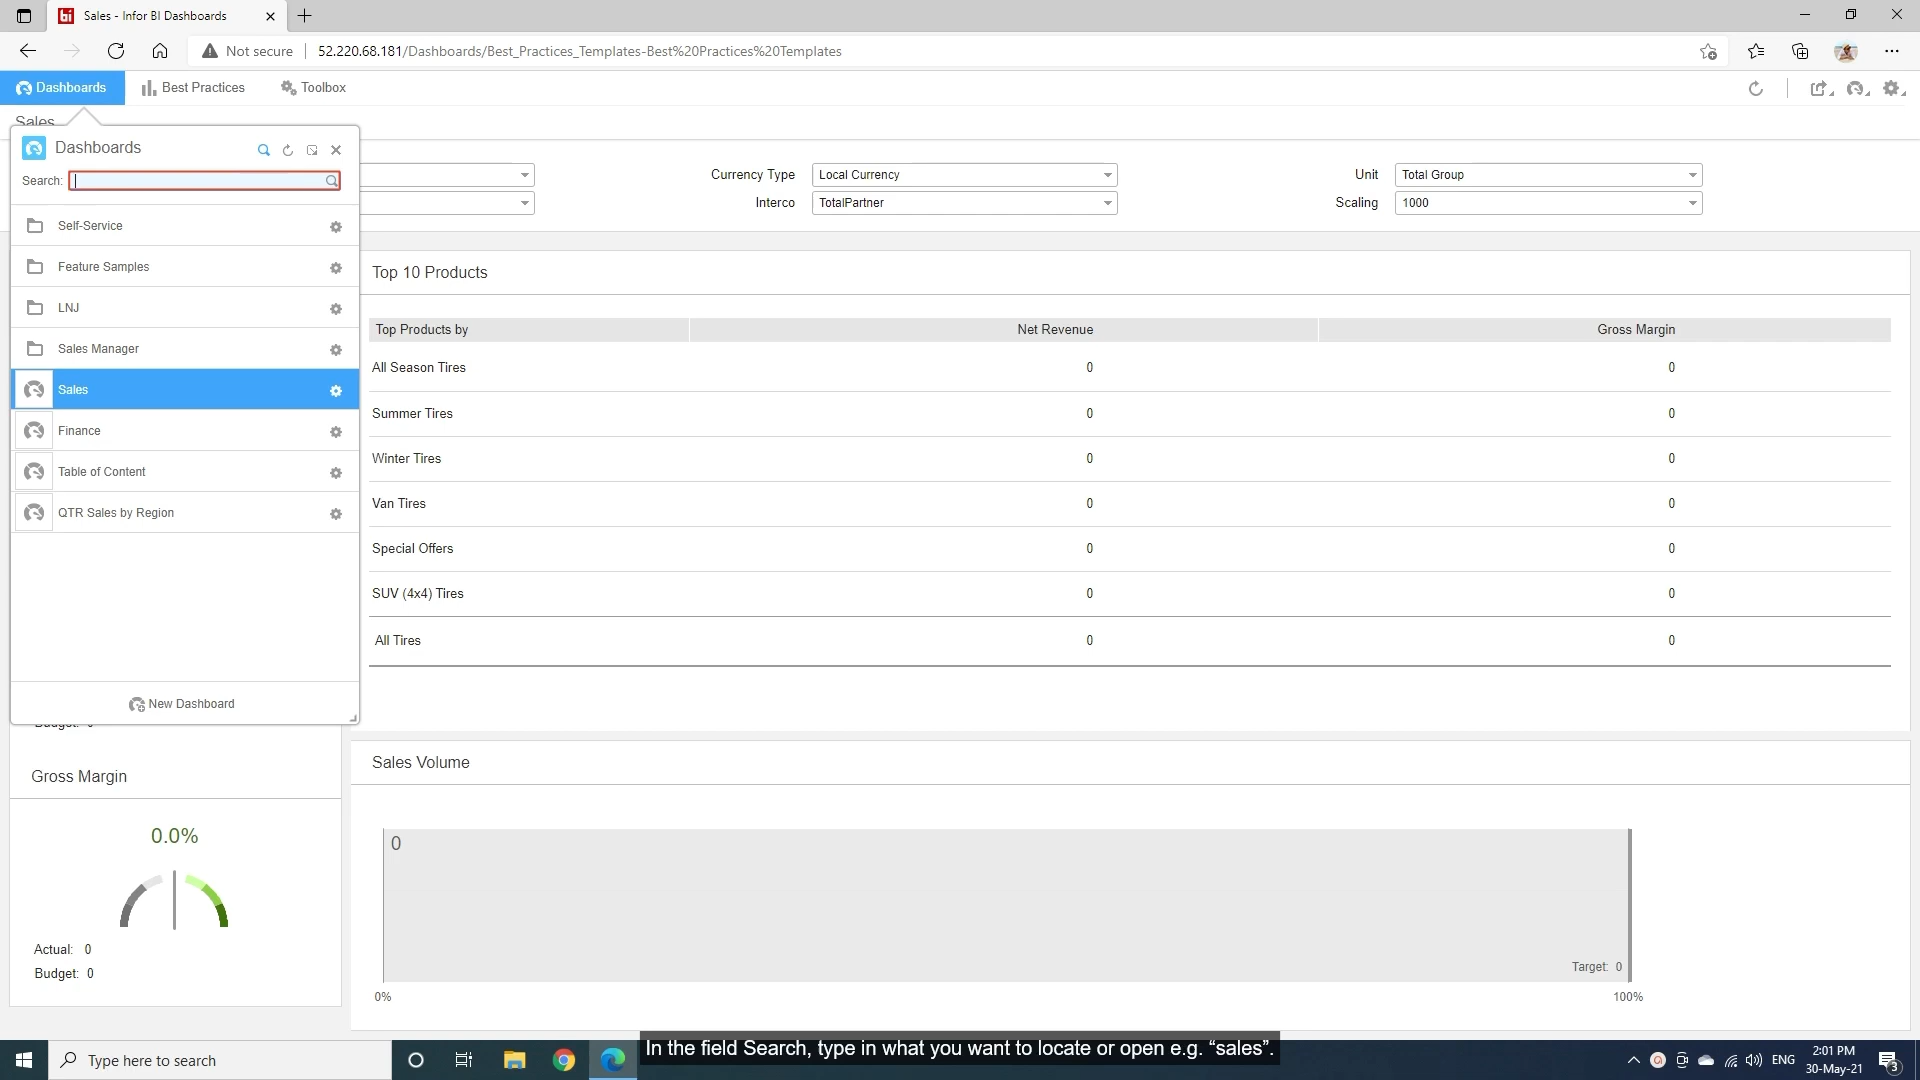 Sales - Infor BI Dashboards
Not secure
52.220.68.181/Dashboards/Best_Practices_Templates-Best%20Practices%20Templates
Dashboards
Best Practices
Toolbox
Sales
Dashboards
Search:
Self-Service
Feature Samples
LNJ
Sales Manager
Sales
Finance
Table of Content
QTR Sales by Region
New Dashboard
Currency Type
Local Currency
Unit
Total Group
Interco
TotalPartner
Scaling
1000
Top 10 Products
Top Products by Net Revenue Gross Margin
All Season Tires 0 0
Summer Tires 0 0
Winter Tires 0 0
Van Tires 0 0
Special Offers 0 0
SUV (4x4) Tires 0 0
All Tires 0 0
Budget: 0
Gross Margin
0.0%
Actual: 0
Budget: 0
Sales Volume
0
Target: 0
0% 100%
In the field Search, type in what you want to locate or open e.g. “sales”.
Type here to search
ENG
2:01 PM
30-May-21
3